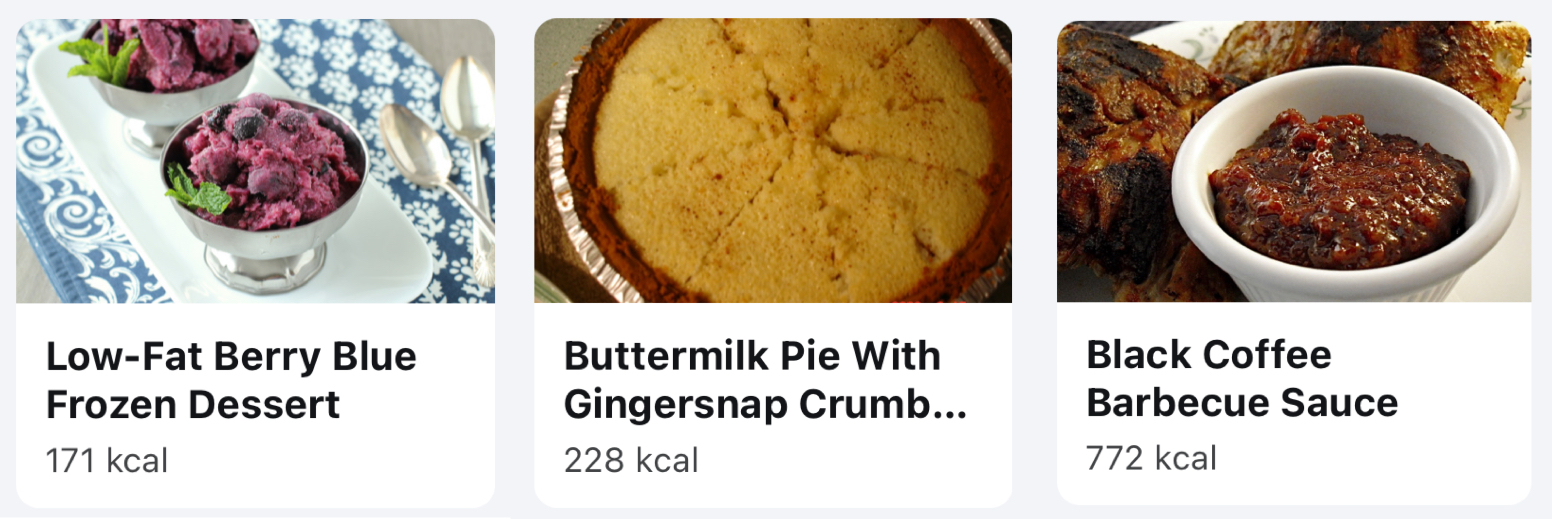 Low-Fat Berry Blue
Frozen Dessert
171 kcal
Buttermilk Pie With
Gingersnap Crumb...
228 kcal
Black Coffee
Barbecue Sauce
772 kcal